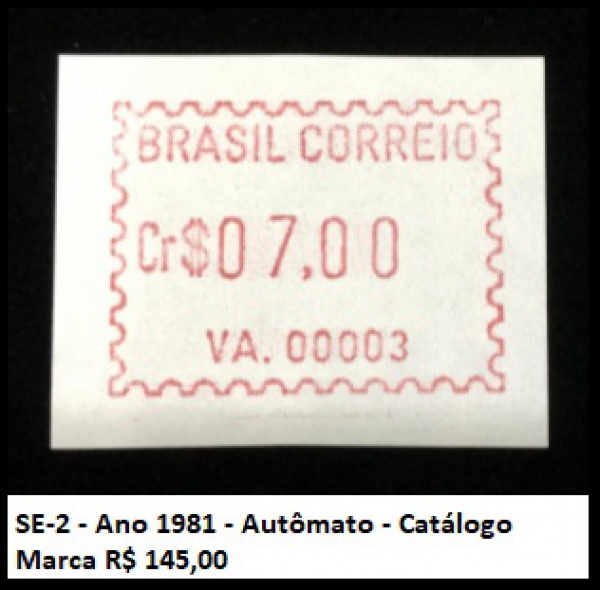 BRASIL CORREIO
Cr$07,00
VA. 00003
SE-2 - Ano 1981 - Autômato - Catálogo
Marca R$ 145,00